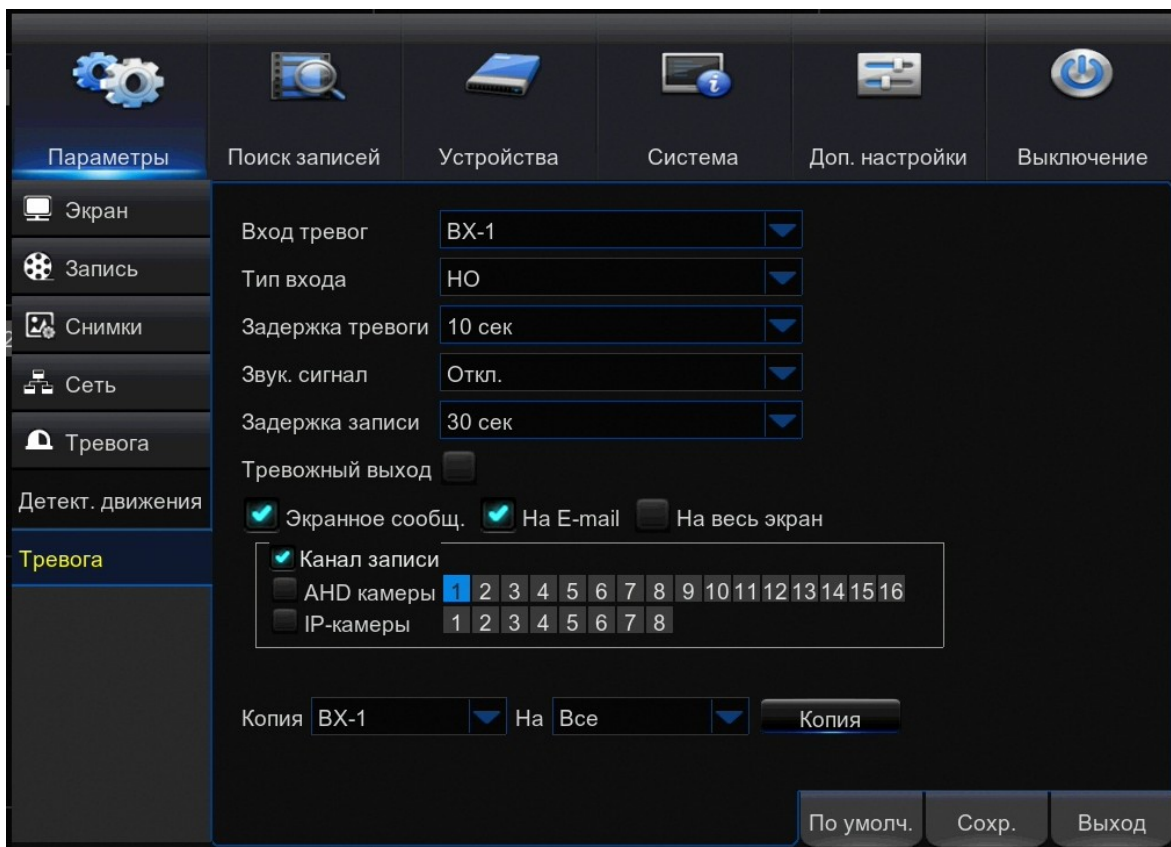 Параметры Поиск записей Устройства Система Доп. настройки Выключение
Экран
Запись
Снимки
Сеть
Тревога
Детект. движения
Тревога
Вход тревог ВХ-1
Тип входа НО
Задержка тревоги 10 сек
Звук. сигнал Откл.
Задержка записи 30 сек
Тревожный выход
Экранное сообщ. На E-mail На весь экран
Канал записи
AHD камеры 1 2 3 4 5 6 7 8 9 10 11 12 13 14 15 16
IP-камеры 1 2 3 4 5 6 7 8
Копия ВХ-1 На Все Копия
По умолч. Сохр. Выход